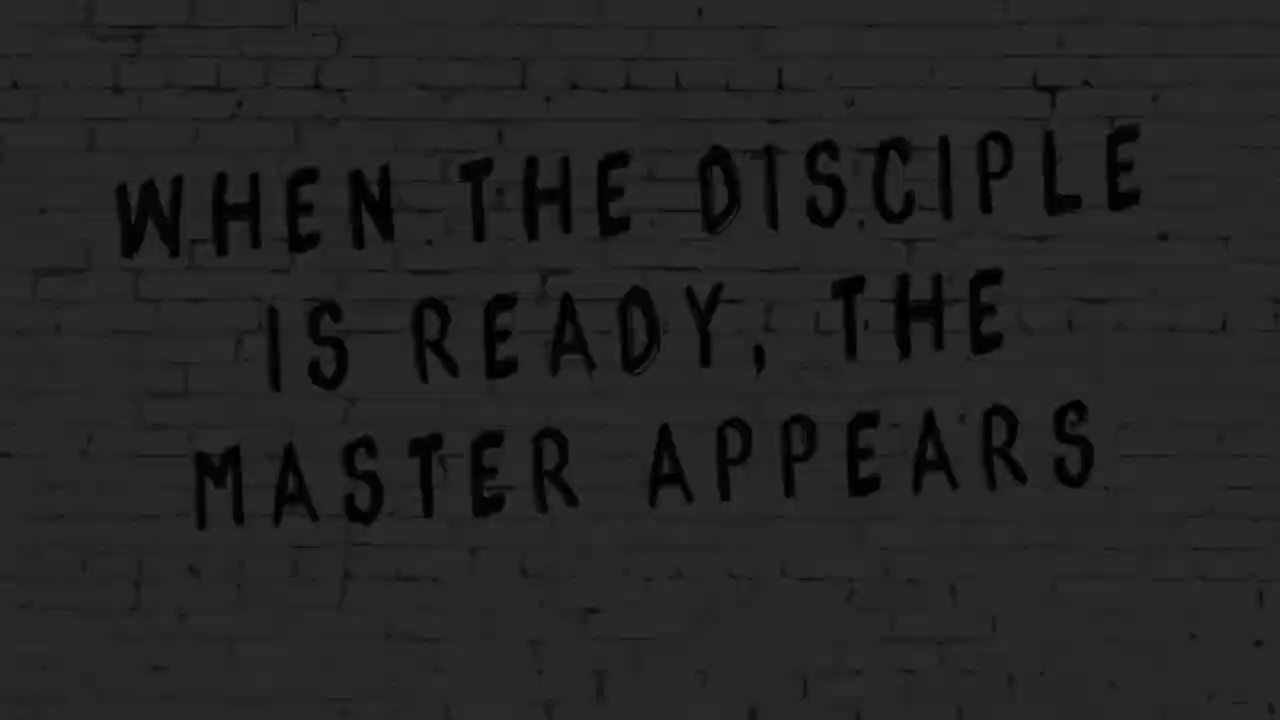 WHEN THE DISCIPLE
IS READY, THE
MASTER APPEARS